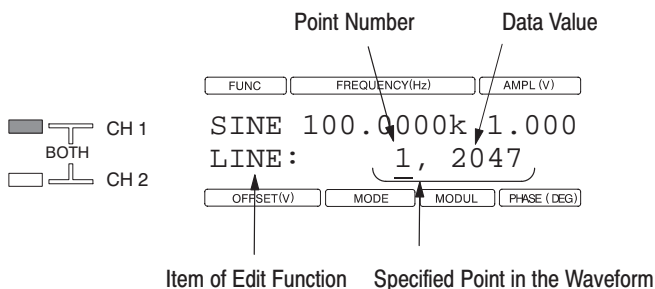 Point Number Data Value
FUNC FREQUENCY(Hz) AMPL (V)
CH 1
SINE 100.0000k 1.000
BOTH
LINE: 1, 2047
CH 2
OFFSET(V) MODE MODUL PHASE (DEG)
Item of Edit Function Specified Point in the Waveform